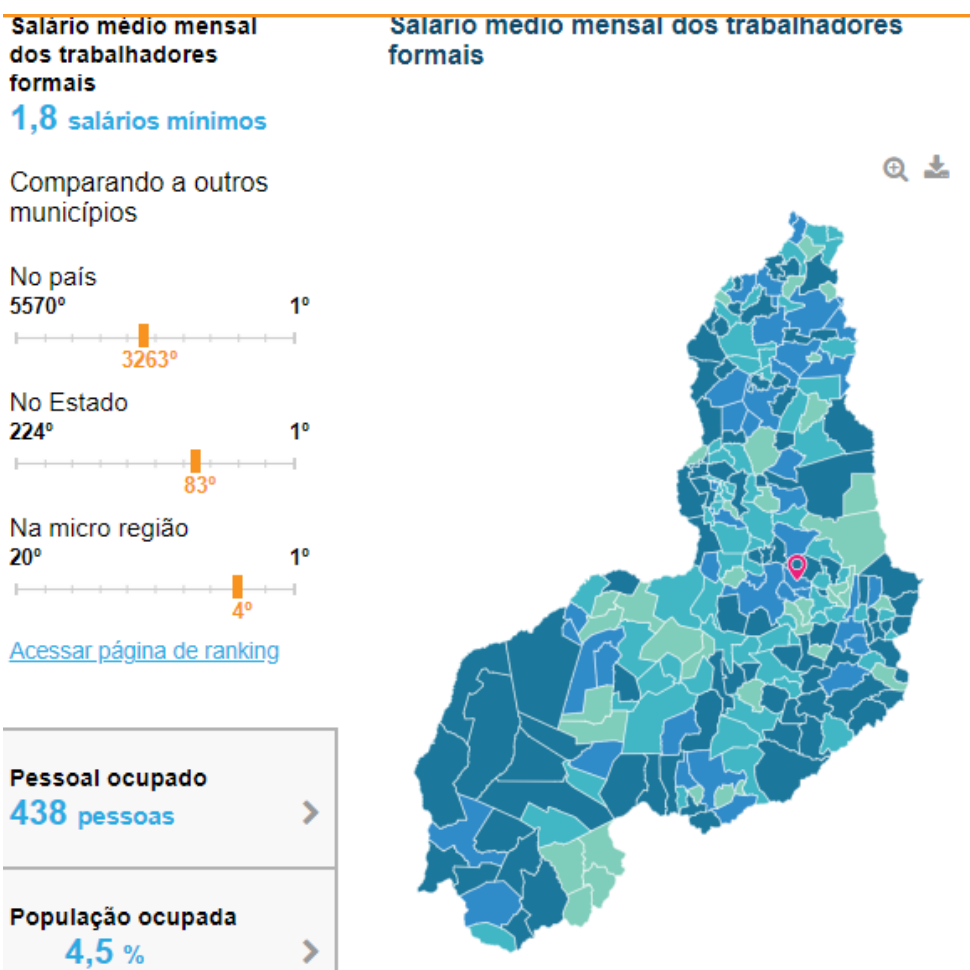 Salário médio mensal
dos trabalhadores
formais
1,8 salários mínimos
Comparando a outros
municípios
No país
5570º 1º
3263º
No Estado
224º 1º
83º
Na micro região
20º 1º
4º
Acessar página de ranking
Pessoal ocupado
438 pessoas
População ocupada
4,5 %
Salário médio mensal dos trabalhadores
formais